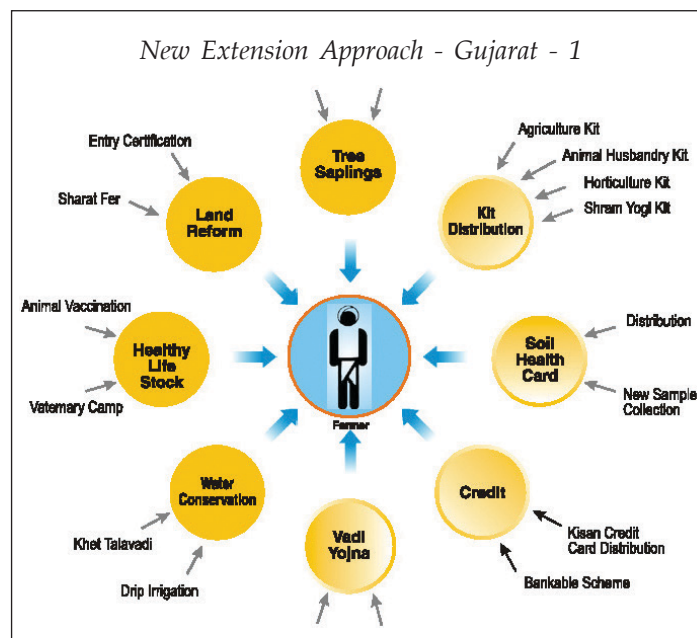 New Extension Approach - Gujarat - 1
Tree
Saplings
Entry Certification
Sharat Fer
Land
Reform
Agriculture Kit
Animal Husbandry Kit
Horticulture Kit
Shram Yogi Kit
Kit
Distribution
Animal Vaccination
Healthy
Life
Stock
Veternary Camp
Farmer
Distribution
Soil
Health
Card
New Sample
Collection
Water
Conservation
Khet Talavadi
Drip Irrigation
Vadi
Yojna
Credit
Kisan Credit
Card Distribution
Bankable Scheme